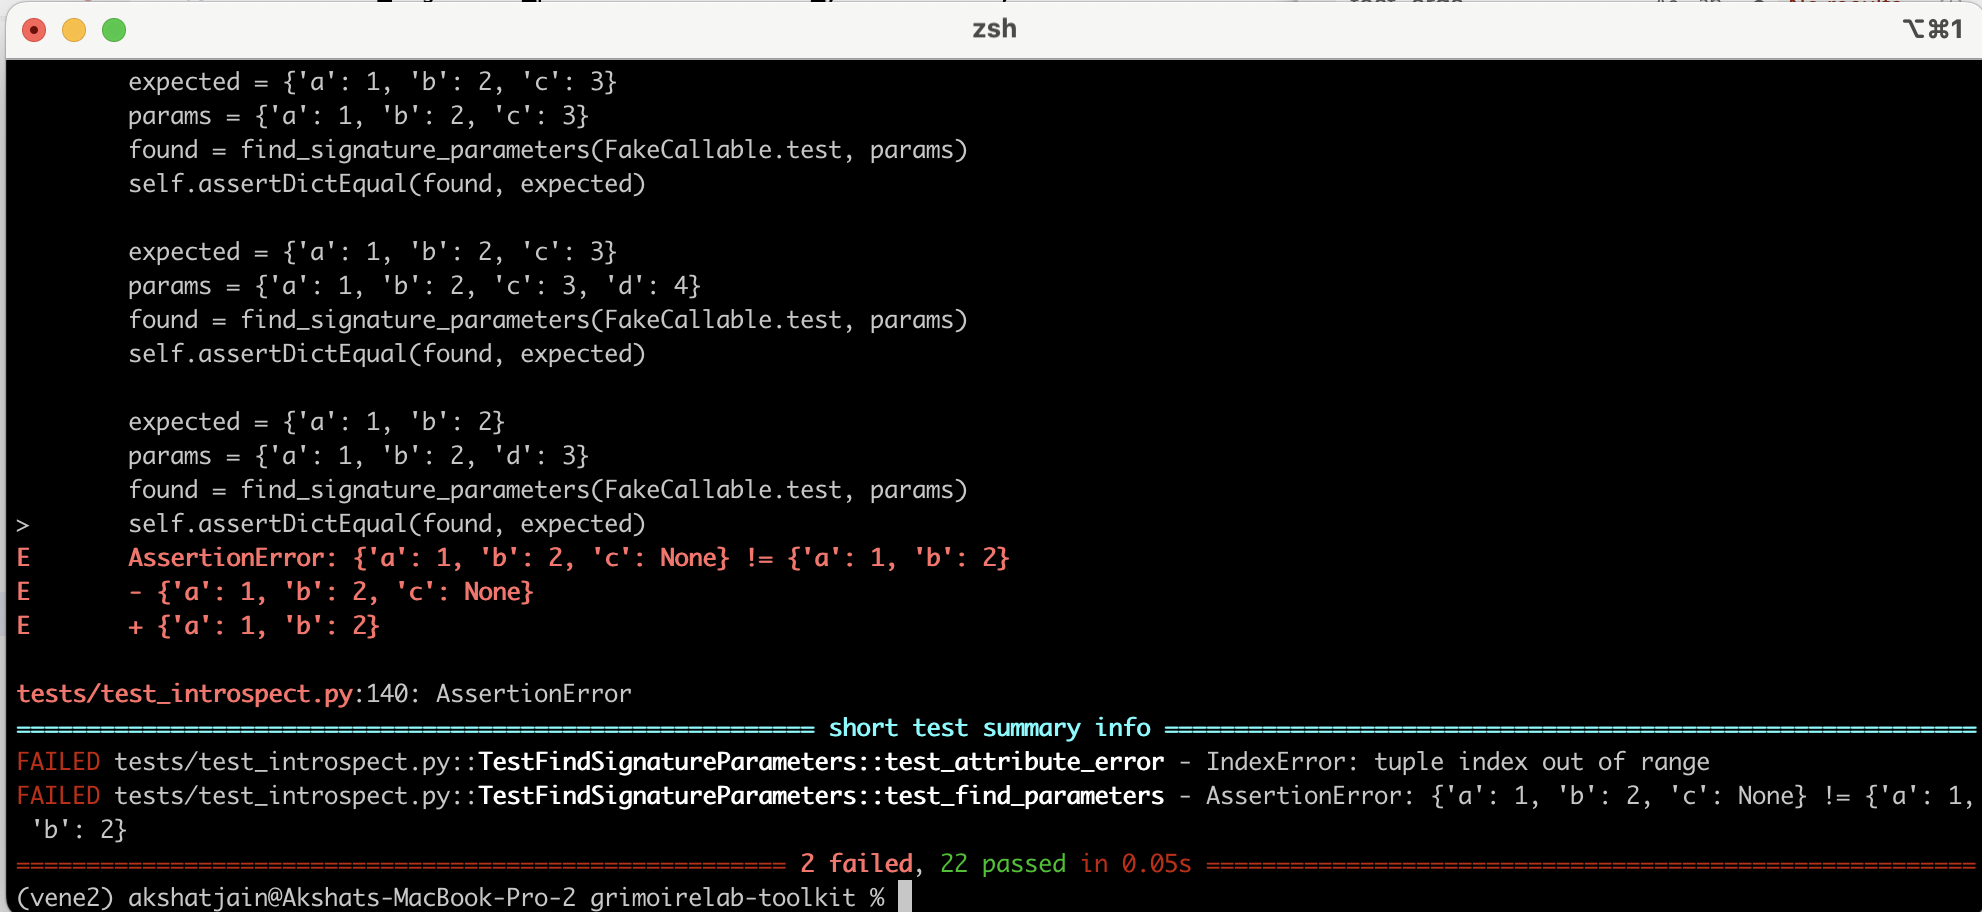 zsh
⌥⌘1
expected = {'a': 1, 'b': 2, 'c': 3}
params = {'a': 1, 'b': 2, 'c': 3}
found = find_signature_parameters(FakeCallable.test, params)
self.assertDictEqual(found, expected)
expected = {'a': 1, 'b': 2, 'c': 3}
params = {'a': 1, 'b': 2, 'c': 3, 'd': 4}
found = find_signature_parameters(FakeCallable.test, params)
self.assertDictEqual(found, expected)
expected = {'a': 1, 'b': 2}
params = {'a': 1, 'b': 2, 'd': 3}
found = find_signature_parameters(FakeCallable.test, params)
> self.assertDictEqual(found, expected)
E AssertionError: {'a': 1, 'b': 2, 'c': None} != {'a': 1, 'b': 2}
E - {'a': 1, 'b': 2, 'c': None}
E + {'a': 1, 'b': 2}
tests/test_introspect.py:140: AssertionError
========================================================= short test summary info ==========================================================
FAILED tests/test_introspect.py::TestFindSignatureParameters::test_attribute_error - IndexError: tuple index out of range
FAILED tests/test_introspect.py::TestFindSignatureParameters::test_find_parameters - AssertionError: {'a': 1, 'b': 2, 'c': None} != {'a': 1,
'b': 2}
======================================================= 2 failed, 22 passed in 0.05s =======================================================
(vene2) akshatjain@Akshats-MacBook-Pro-2 grimoirelab-toolkit %